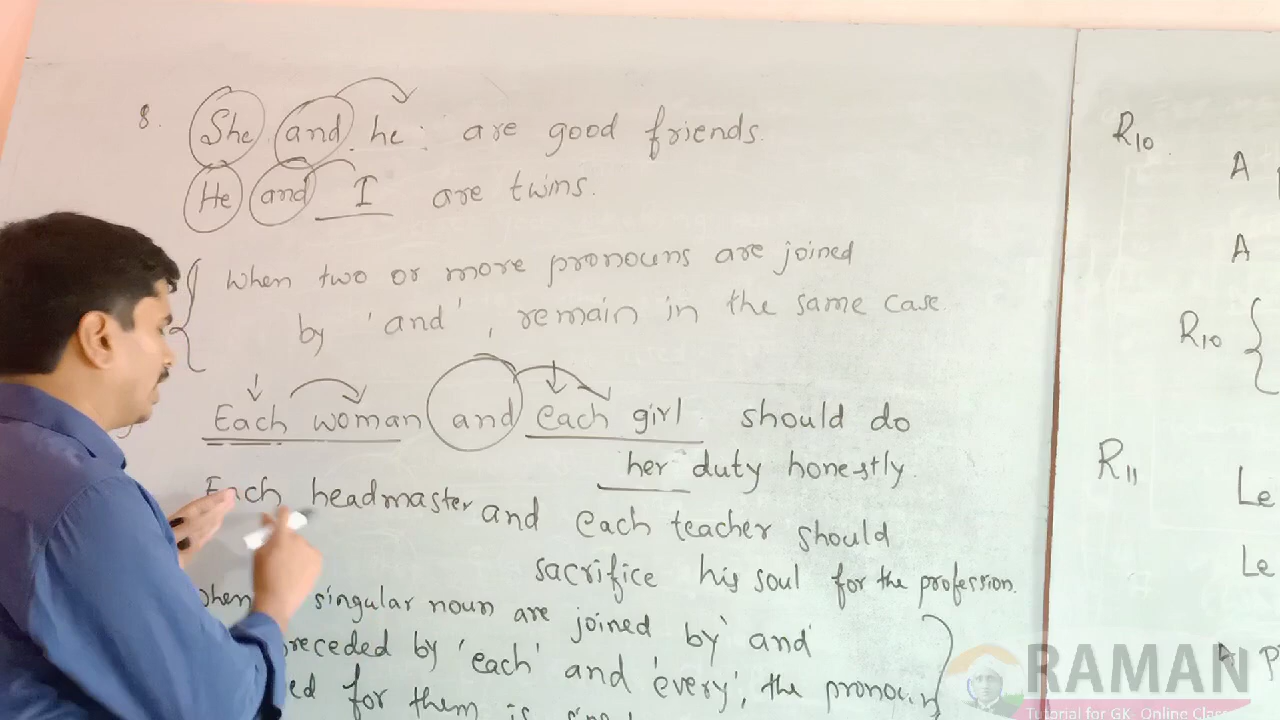 8. She and he are good friends.
He and I are twins.
When two or more pronouns are joined
by 'and', remain in the same case.
Each woman and each girl should do
her duty honestly.
Each headmaster and each teacher should
sacrifice his soul for the profession.
singular noun are joined by 'and'
preceded by 'each' and 'every', the pronoun
for them is
R10
A
A
R10
R11
Le
Le
A
RAMAN
Tutorial for GK- Online Classes